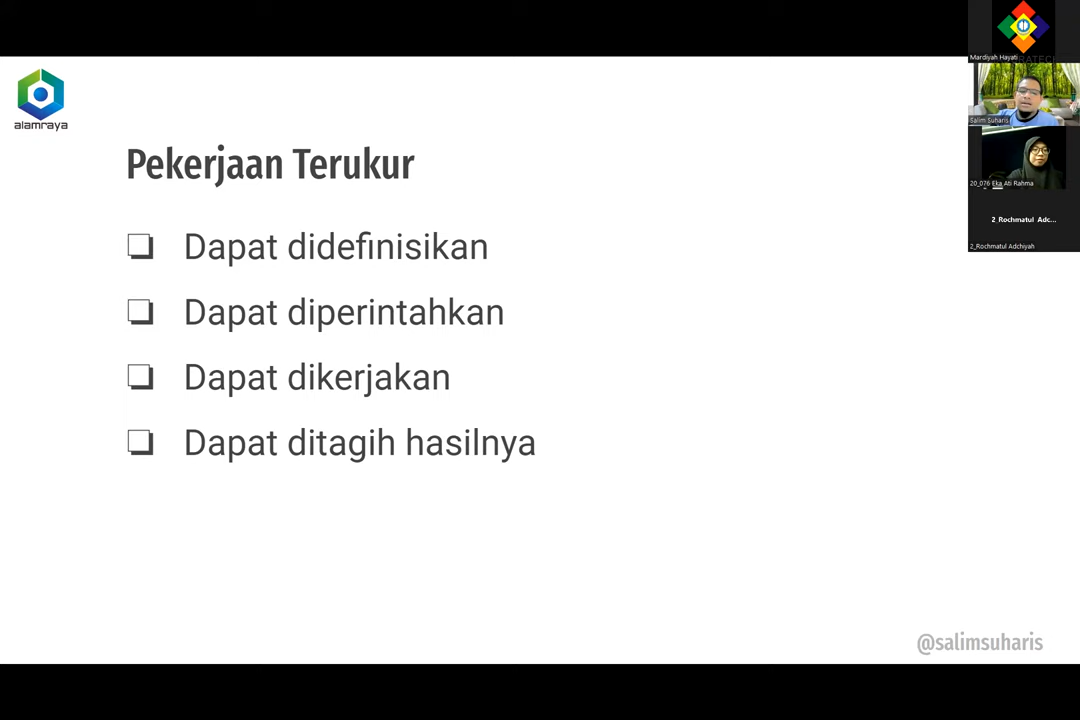 alamraya
Pekerjaan Terukur
❏ Dapat didefinisikan
❏ Dapat diperintahkan
❏ Dapat dikerjakan
❏ Dapat ditagih hasilnya
@salimsuharis
Mardiyah Hayati
Salim Suharis
20_076 Eka Ati Rahma
2_Rochmatul Adc...
2_Rochmatul Adchiyah